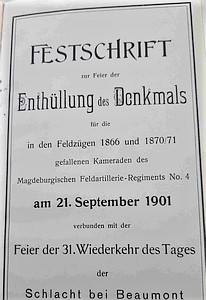 FESTSCHRIFT
zur Feier der
Enthüllung des Denkmals
für die
in den Feldzügen 1866 und 1870/71
gefallenen Kameraden des
Magdeburgischen Feldartillerie-Regiments No. 4
am 21. September 1901
verbunden mit der
Feier der 31. Wiederkehr des Tages
der
Schlacht bei Beaumont